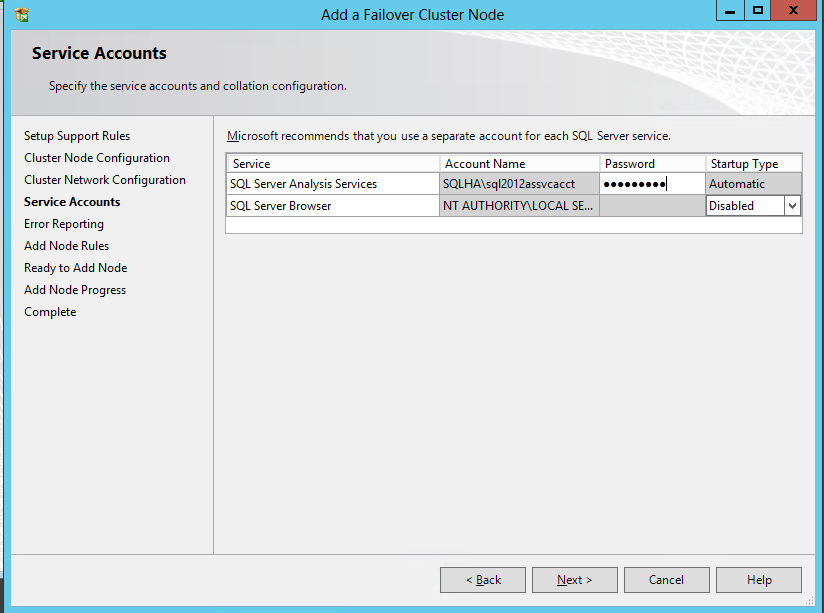 Add a Failover Cluster Node
Service Accounts
Specify the service accounts and collation configuration.
Setup Support Rules
Cluster Node Configuration
Cluster Network Configuration
Service Accounts
Error Reporting
Add Node Rules
Ready to Add Node
Add Node Progress
Complete
Microsoft recommends that you use a separate account for each SQL Server service.
Service Account Name Password Startup Type
SQL Server Analysis Services SQLHA\sql2012assvcacct ●●●●●●●●● Automatic
SQL Server Browser NT AUTHORITY\LOCAL SE... Disabled
< Back Next > Cancel Help